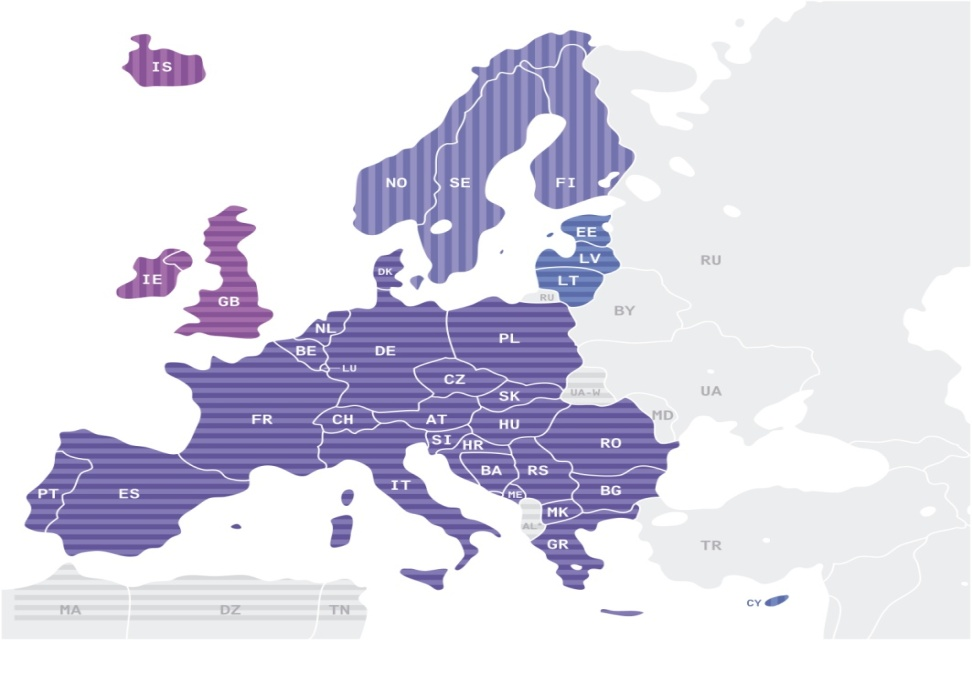 IS
NO
SE
FI
EE
LV
LT
RU
RU
BY
DK
IE
GB
NL
BE
LU
DE
PL
CZ
SK
UA-W
UA
MD
FR
CH
AT
HU
SI
HR
RO
BA
RS
ME
BG
MK
AL*
GR
IT
PT
ES
TR
CY
MA
DZ
TN